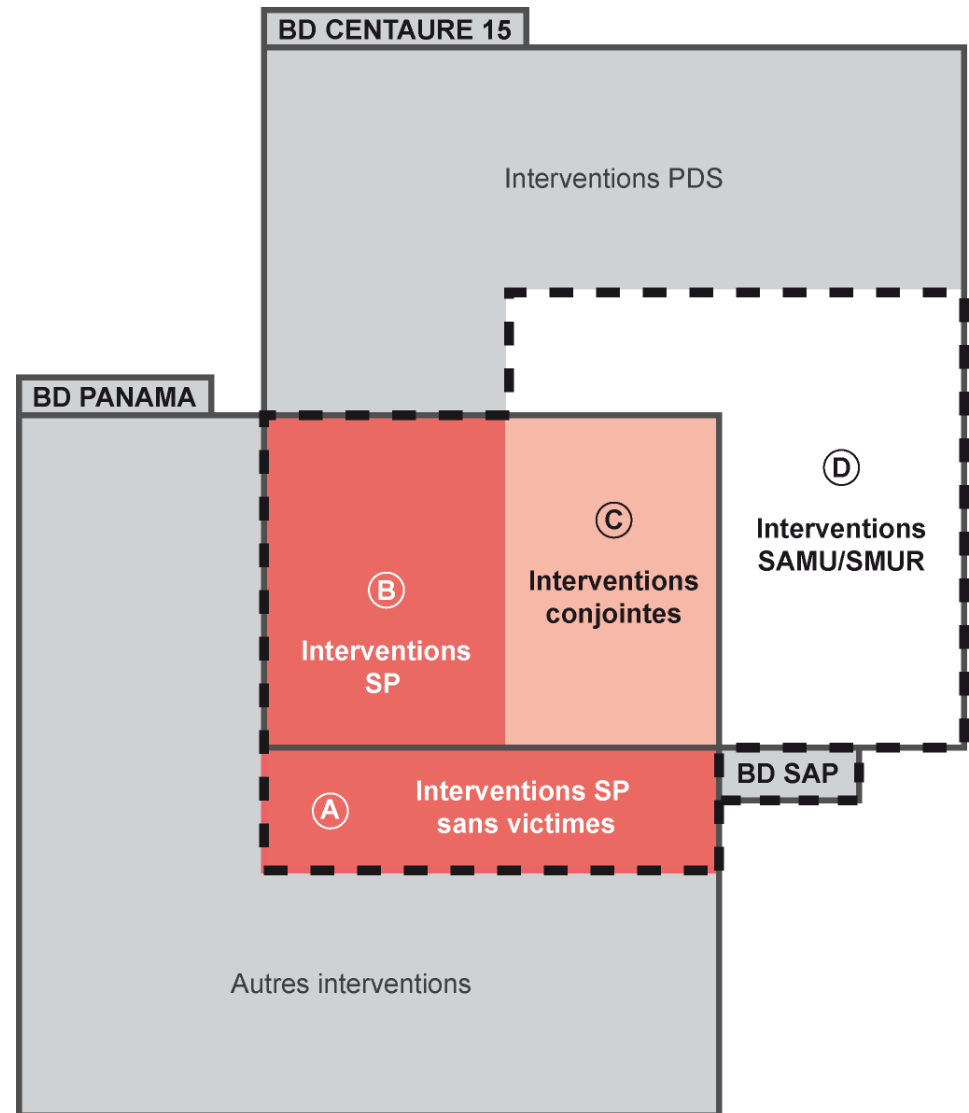 BD CENTAURE 15
Interventions PDS
BD PANAMA
D
Interventions
SAMU/SMUR
C
Interventions
conjointes
B
Interventions
SP
BD SAP
A
Interventions SP
sans victimes
Autres interventions